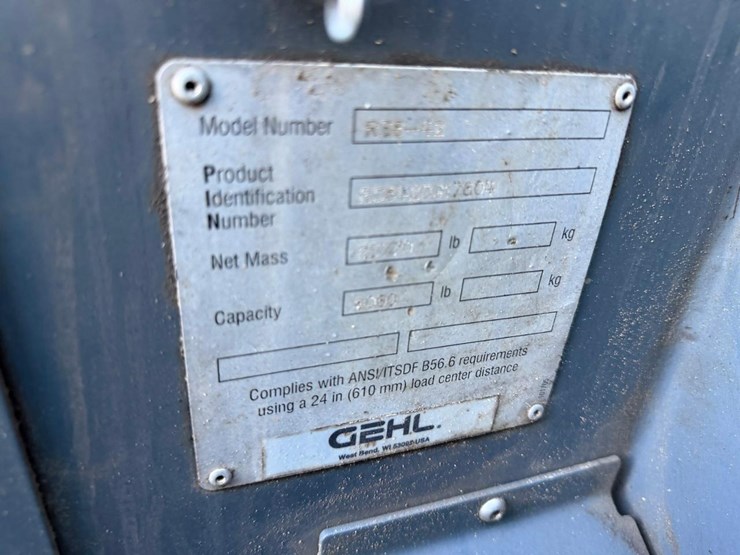 Model Number
Product
Identification
Number
Net Mass lb kg
Capacity lb kg
Complies with ANSI/ITSDF B56.6 requirements
using a 24 in (610 mm) load center distance
GEHL.
West Bend, WI 53095 USA